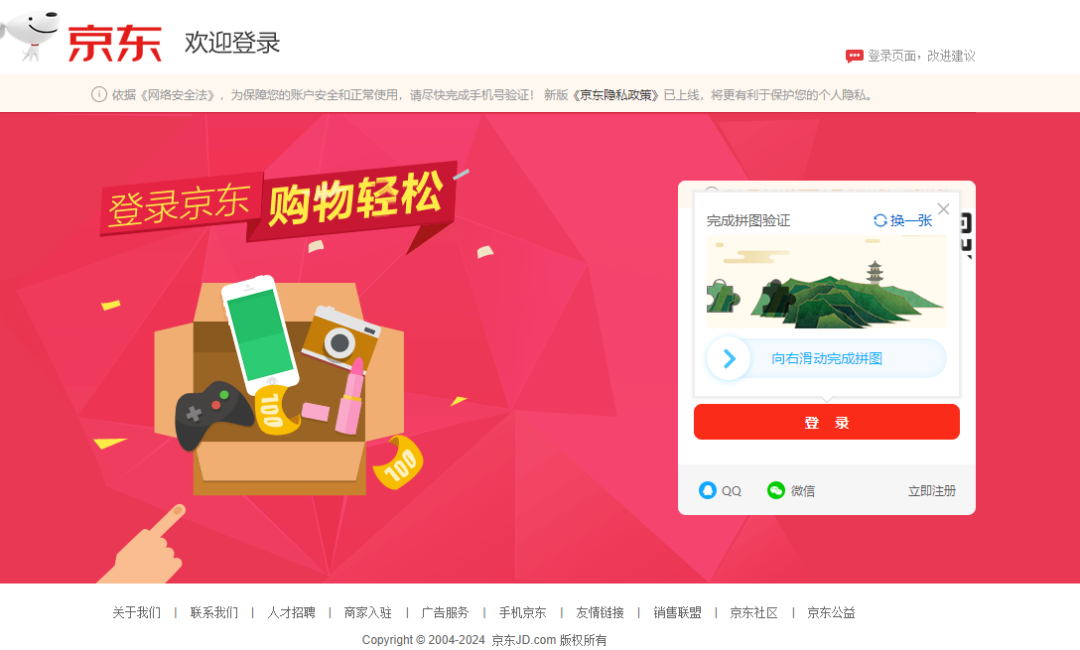 京东 欢迎登录
登录页面，改进建议
依据《网络安全法》，为保障您的账户安全和正常使用，请尽快完成手机号验证！ 新版《京东隐私政策》已上线，将更有利于保护您的个人隐私。
登录京东 购物轻松
100
100
完成拼图验证 换一张
向右滑动完成拼图
登 录
QQ 微信 立即注册
关于我们 | 联系我们 | 人才招聘 | 商家入驻 | 广告服务 | 手机京东 | 友情链接 | 销售联盟 | 京东社区 | 京东公益
Copyright © 2004-2024 京东JD.com 版权所有